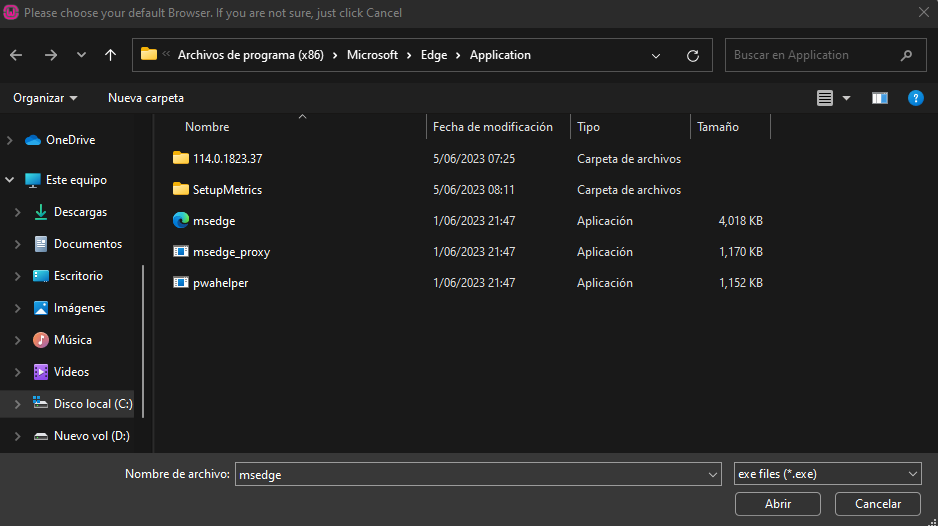 Please choose your default Browser. If you are not sure, just click Cancel
Archivos de programa (x86) › Microsoft › Edge › Application
Buscar en Application
Organizar Nueva carpeta
Nombre Fecha de modificación Tipo Tamaño
OneDrive
Este equipo
Descargas
Documentos
Escritorio
Imágenes
Música
Videos
Disco local (C:)
Nuevo vol (D:)
114.0.1823.37 5/06/2023 07:25 Carpeta de archivos
SetupMetrics 5/06/2023 08:11 Carpeta de archivos
msedge 1/06/2023 21:47 Aplicación 4,018 KB
msedge_proxy 1/06/2023 21:47 Aplicación 1,170 KB
pwahelper 1/06/2023 21:47 Aplicación 1,152 KB
Nombre de archivo: msedge exe files (*.exe)
Abrir Cancelar